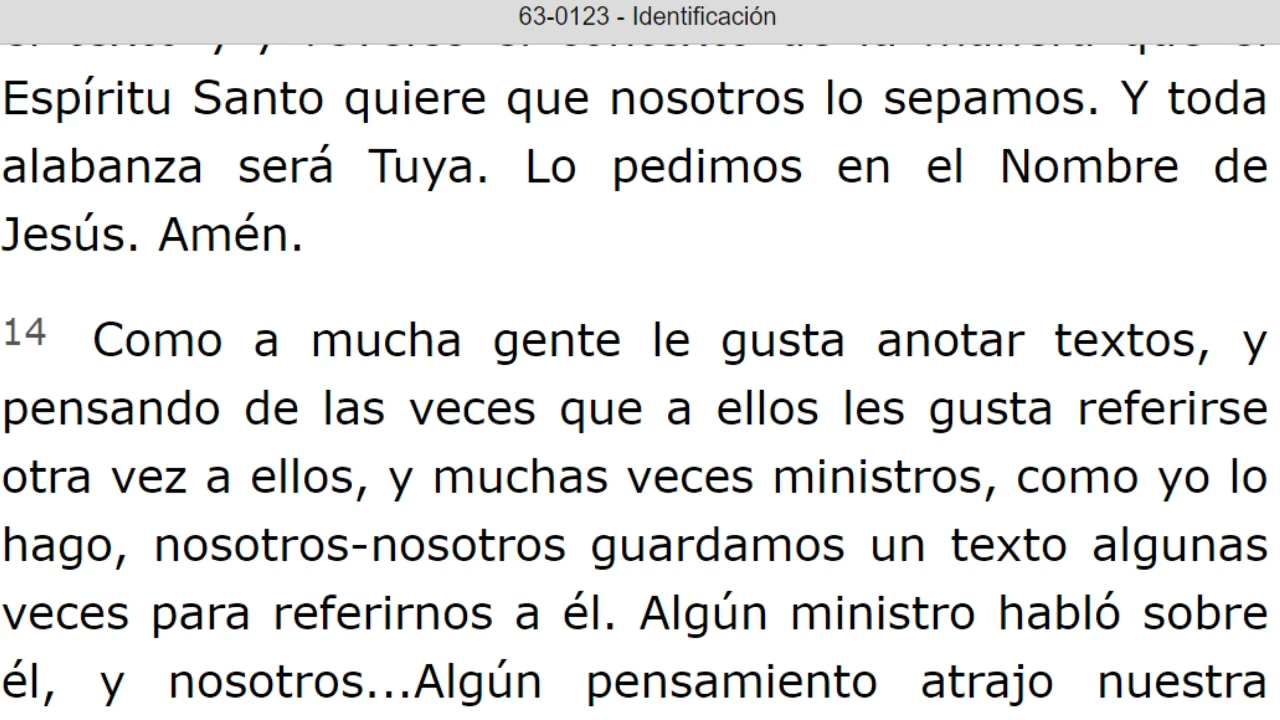 63-0123 - Identificación
Espíritu Santo quiere que nosotros lo sepamos. Y toda
alabanza será Tuya. Lo pedimos en el Nombre de
Jesús. Amén.
14 Como a mucha gente le gusta anotar textos, y
pensando de las veces que a ellos les gusta referirse
otra vez a ellos, y muchas veces ministros, como yo lo
hago, nosotros-nosotros guardamos un texto algunas
veces para referirnos a él. Algún ministro habló sobre
él, y nosotros...Algún pensamiento atrajo nuestra